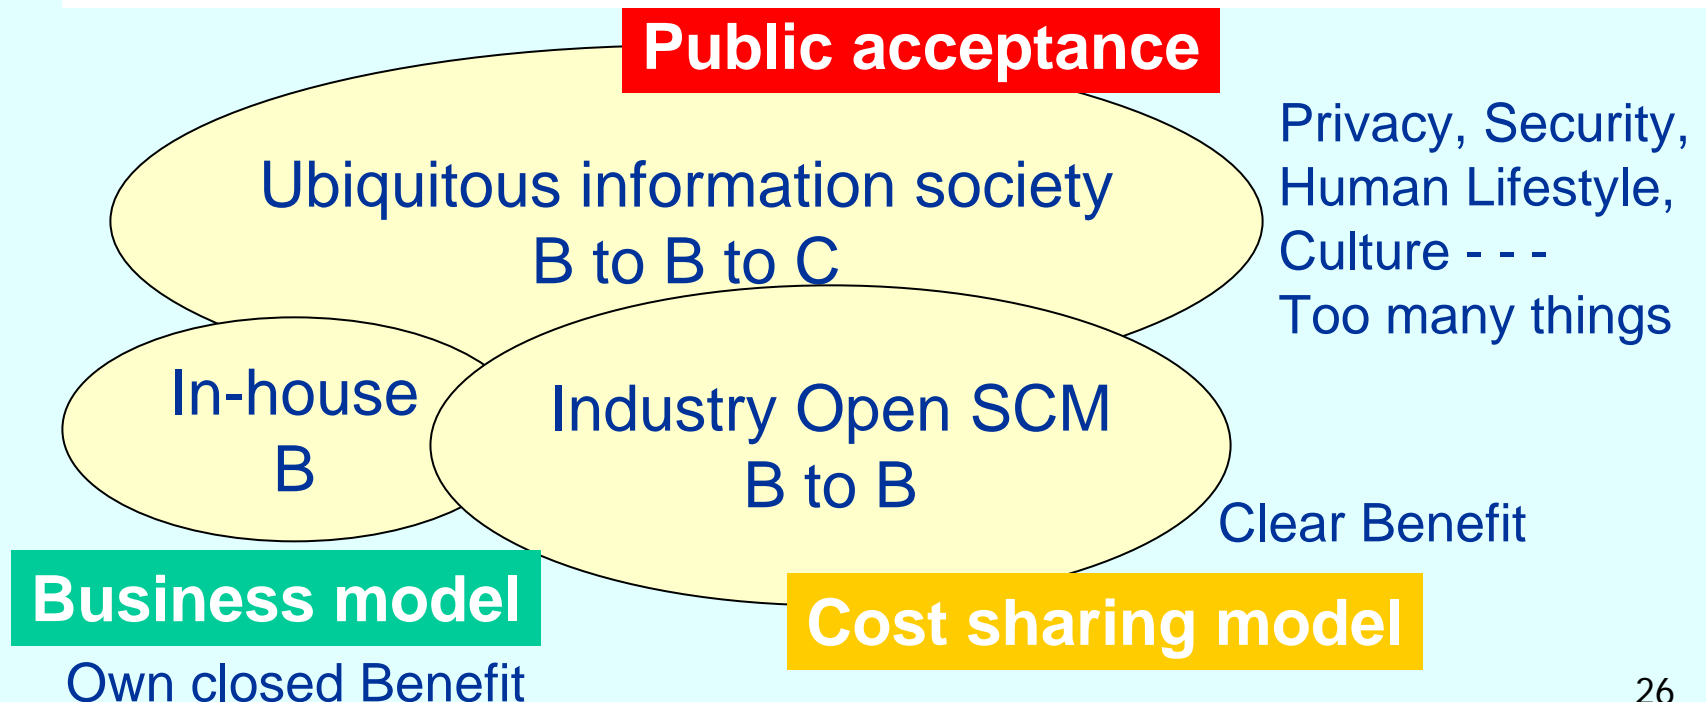 Public acceptance
Ubiquitous information society
B to B to C
Privacy, Security,
Human Lifestyle,
Culture - - -
Too many things
In-house
B
Industry Open SCM
B to B
Clear Benefit
Business model
Own closed Benefit
Cost sharing model
26